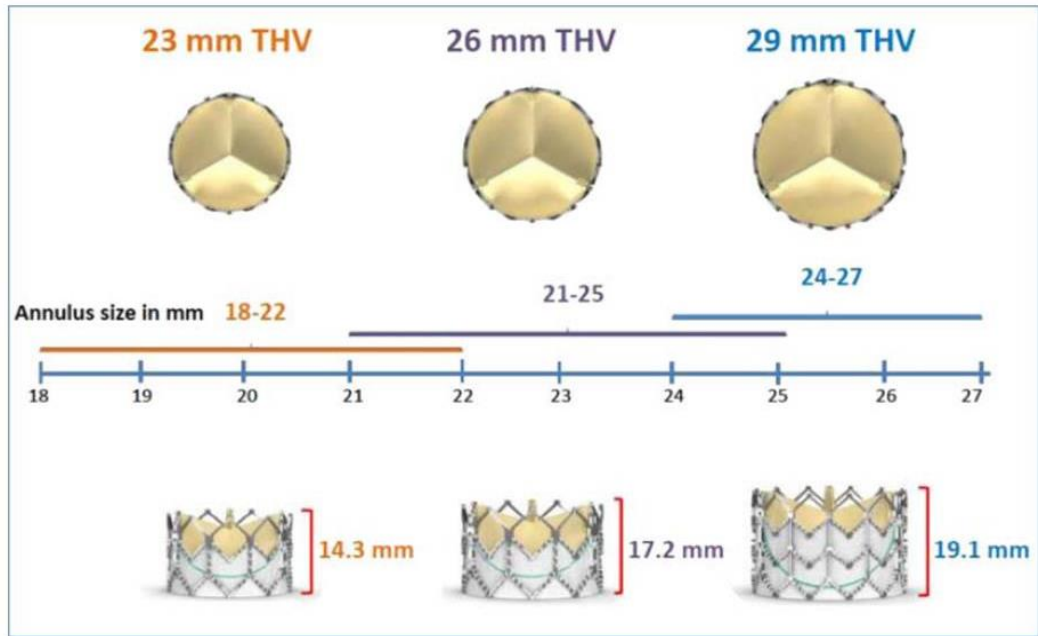 23 mm THV
26 mm THV
29 mm THV
24-27
21-25
Annulus size in mm
18-22
18
19
20
21
22
23
24
25
26
27
14.3 mm
17.2 mm
19.1 mm